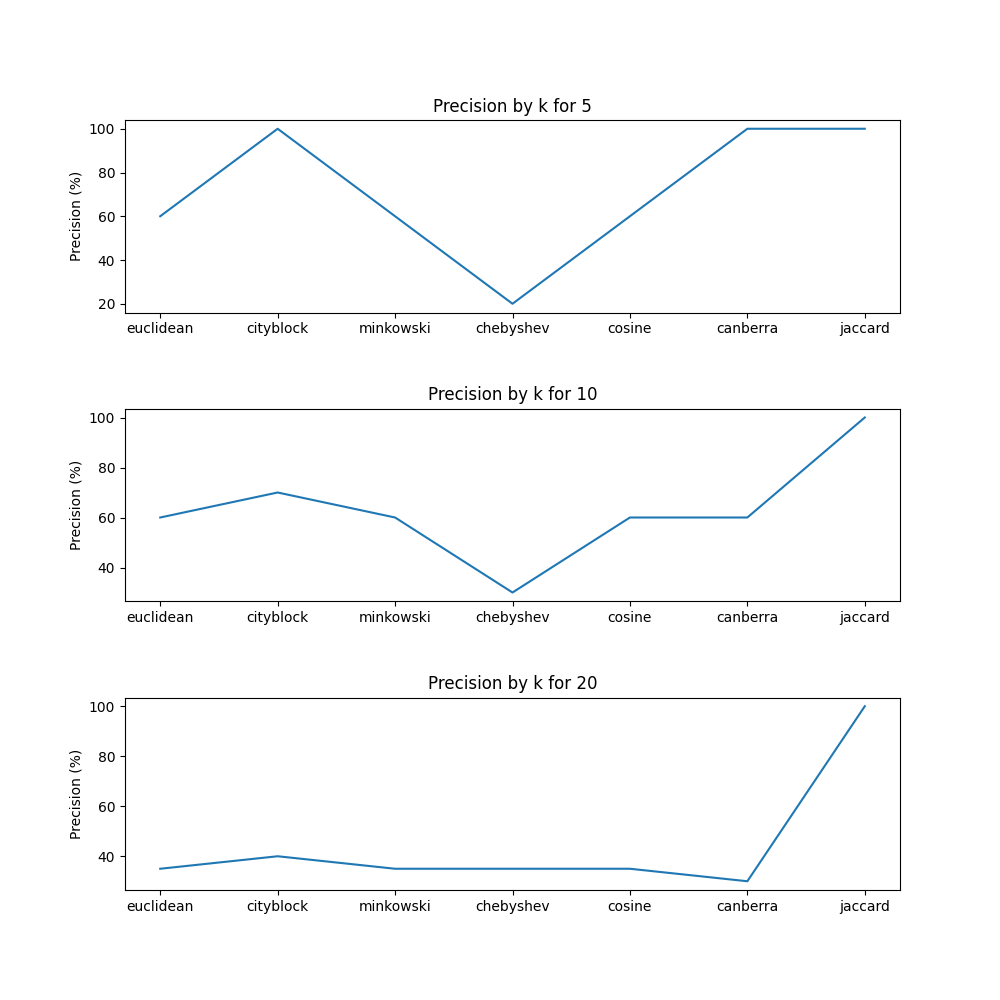 Precision by k for 5
Precision (%)
100
80
60
40
20
euclidean cityblock minkowski chebyshev cosine canberra jaccard
Precision by k for 10
Precision (%)
100
80
60
40
euclidean cityblock minkowski chebyshev cosine canberra jaccard
Precision by k for 20
Precision (%)
100
80
60
40
euclidean cityblock minkowski chebyshev cosine canberra jaccard